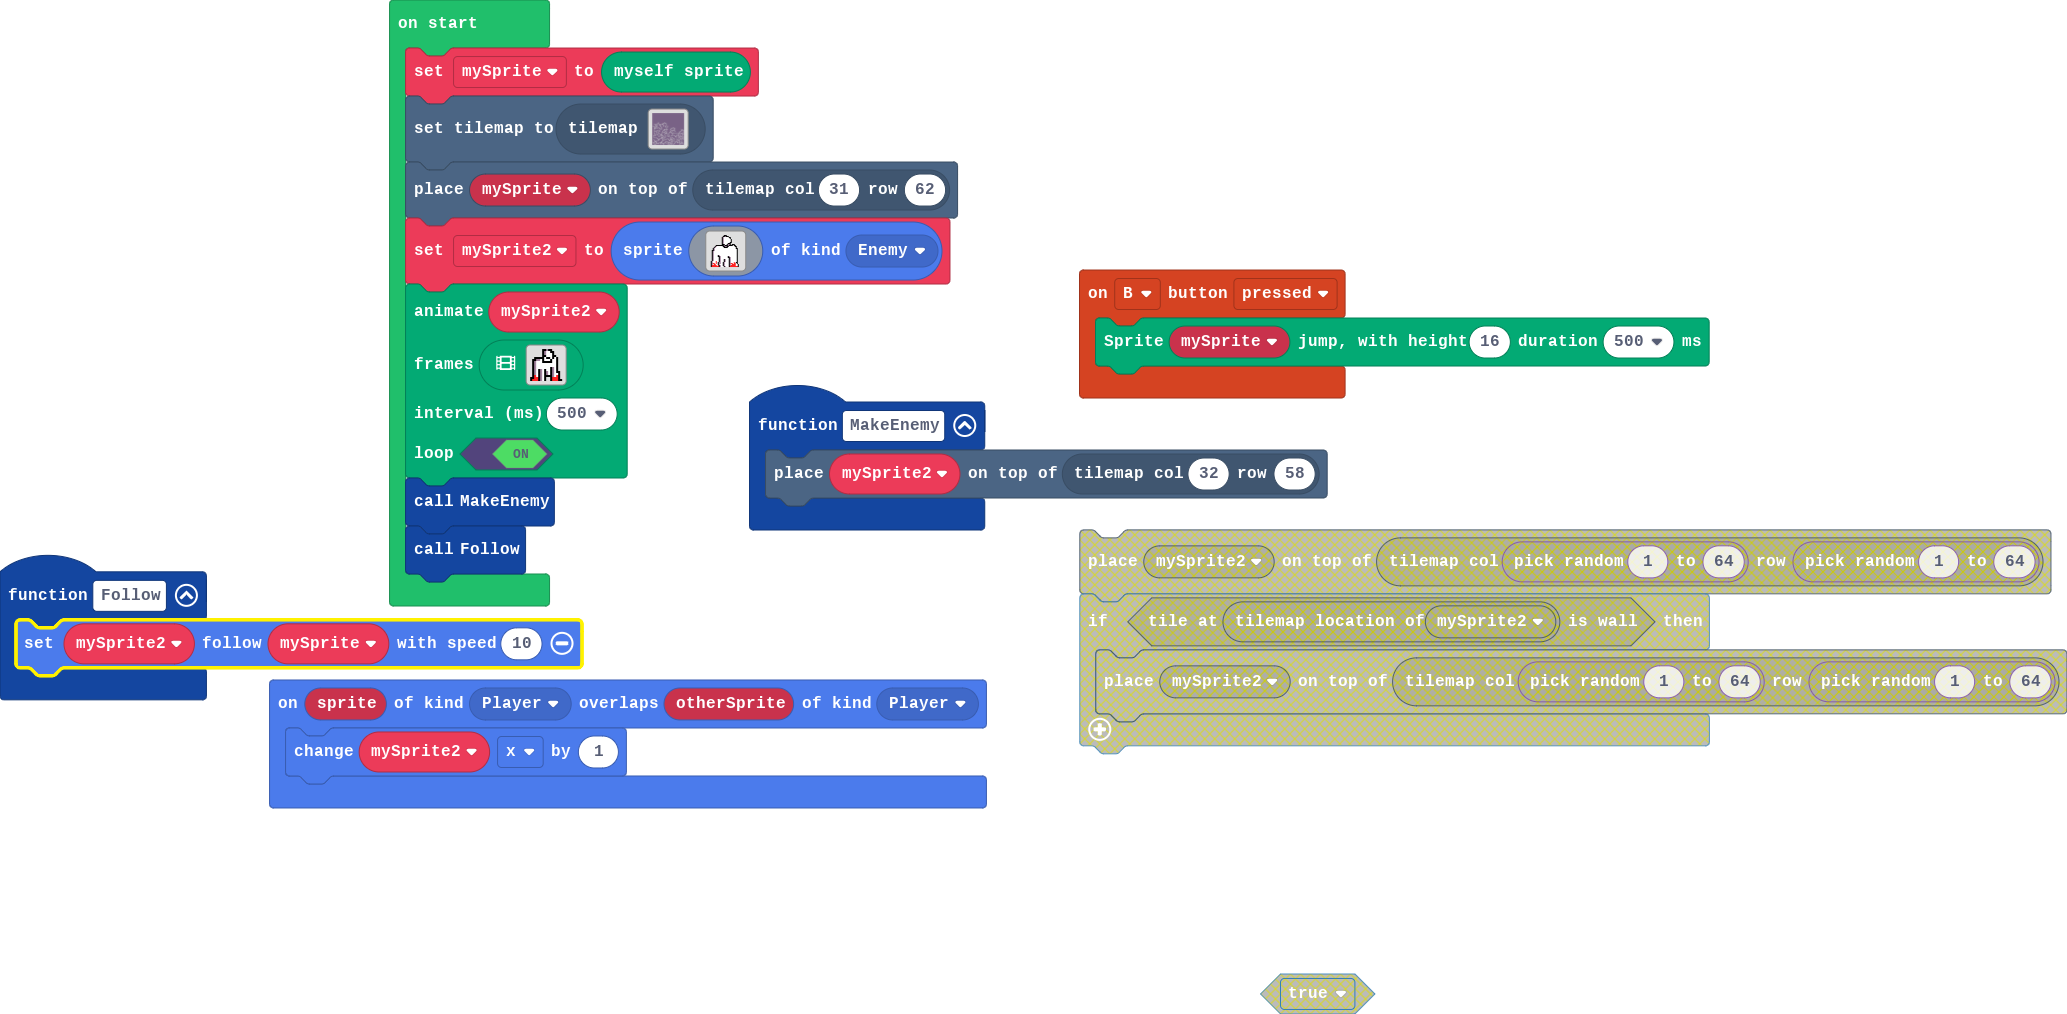 on start
set mySprite to myself sprite
set tilemap to tilemap
place mySprite on top of tilemap col 31 row 62
set mySprite2 to sprite of kind Enemy
animate mySprite2
frames
interval (ms) 500
loop ON
call MakeEnemy
call Follow
function Follow
set mySprite2 follow mySprite with speed 10
on sprite of kind Player overlaps otherSprite of kind Player
change mySprite2 x by 1
function MakeEnemy
place mySprite2 on top of tilemap col 32 row 58
on B button pressed
Sprite mySprite jump, with height 16 duration 500 ms
place mySprite2 on top of tilemap col pick random 1 to 64 row pick random 1 to 64
if tile at tilemap location of mySprite2 is wall then
place mySprite2 on top of tilemap col pick random 1 to 64 row pick random 1 to 64
true